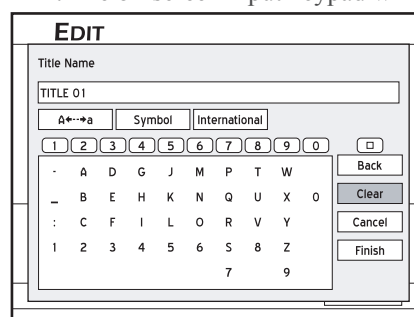 EDIT
Title Name
TITLE 01
A←--→a Symbol International
1 2 3 4 5 6 7 8 9 0
- A D G J M P T W Back
_ B E H K N Q U X 0 Clear
: C F I L O R V Y Cancel
1 2 3 4 5 6 S 8 Z Finish
7 9